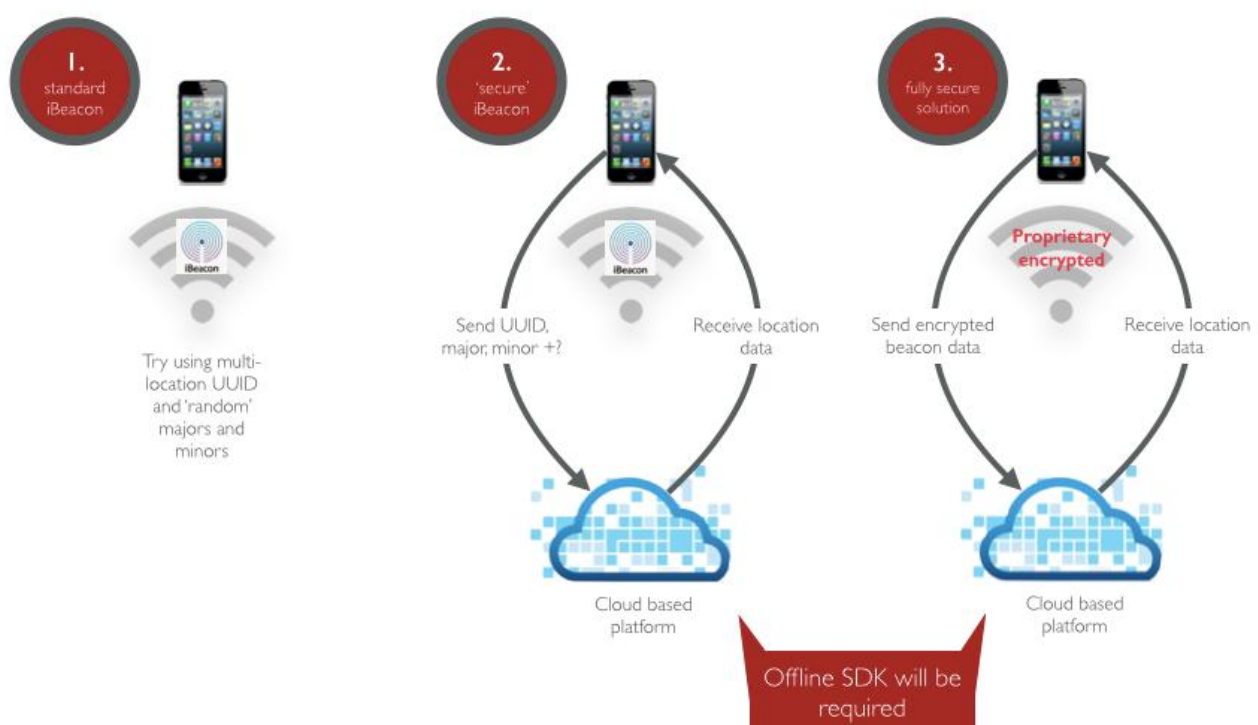 1.
standard
iBeacon
iBeacon
Try using multi-
location UUID
and 'random'
majors and
minors
2.
'secure'
iBeacon
iBeacon
Send UUID,
major, minor +?
Receive location
data
Cloud based
platform
3.
fully secure
solution
Proprietary
encrypted
Send encrypted
beacon data
Receive location
data
Cloud based
platform
Offline SDK will be
required